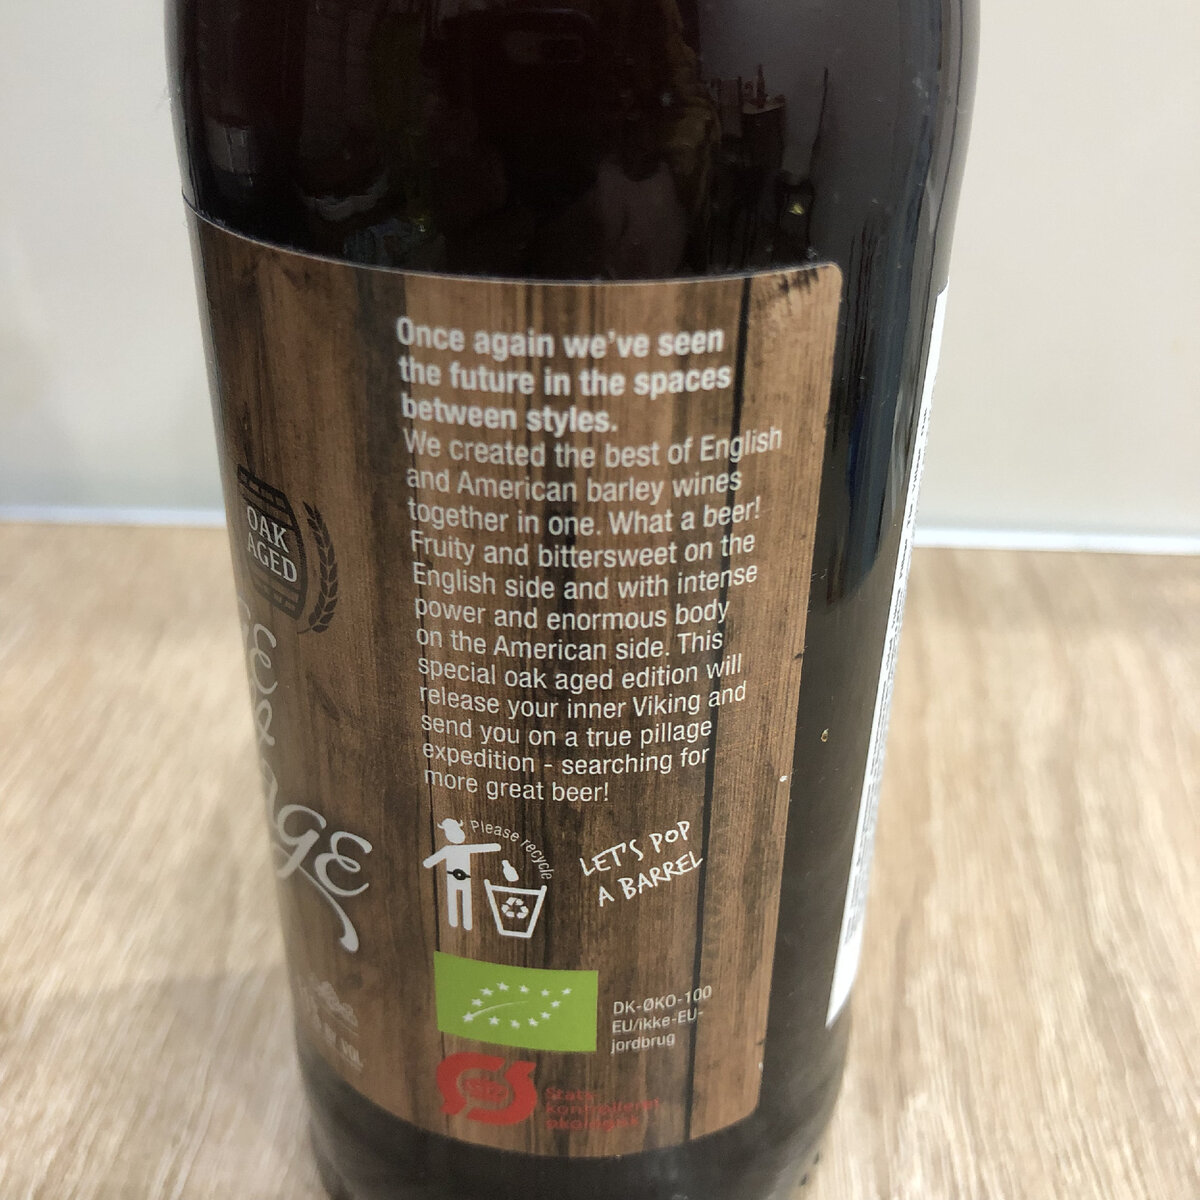 Once again we've seen
the future in the spaces
between styles.
We created the best of English
and American barley wines
together in one. What a beer!
Fruity and bittersweet on the
English side and with intense
power and enormous body
on the American side. This
special oak aged edition will
release your inner Viking and
send you on a true pillage
expedition - searching for
more great beer!
Please recycle
LET'S POP
A BARREL
DK-ØKO-100
EU/ikke-EU-
jordbrug
Stats-
kontrolleret
økologisk
OAK
AGED